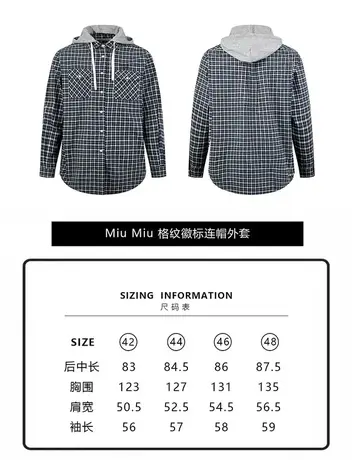 Miu Miu 格纹徽标连帽外套
SIZING INFORMATION
尺码表
SIZE 42 44 46 48
后中长 83 84.5 86 87.5
胸围 123 127 131 135
肩宽 50.5 52.5 54.5 56.5
袖长 56 57 58 59